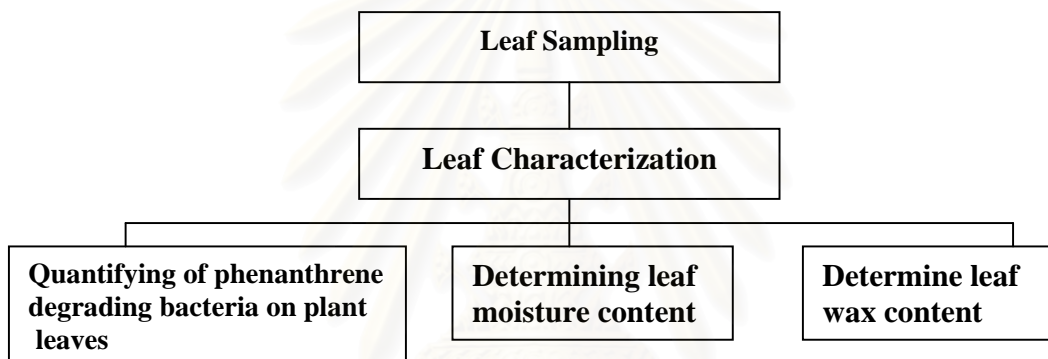 Leaf Sampling
Leaf Characterization
Quantifying of phenanthrene
degrading bacteria on plant
leaves
Determining leaf
moisture content
Determine leaf
wax content